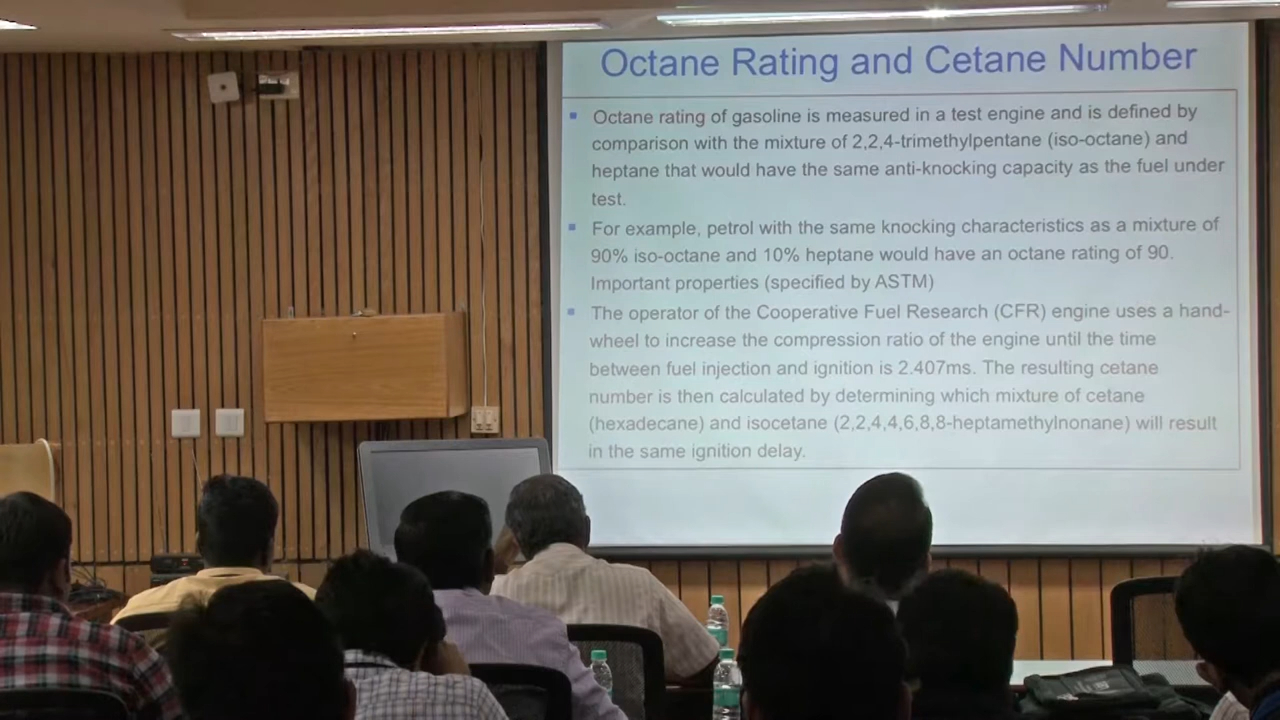 Octane Rating and Cetane Number
Octane rating of gasoline is measured in a test engine and is defined by
comparison with the mixture of 2,2,4-trimethylpentane (iso-octane) and
heptane that would have the same anti-knocking capacity as the fuel under
test.
For example, petrol with the same knocking characteristics as a mixture of
90% iso-octane and 10% heptane would have an octane rating of 90.
Important properties (specified by ASTM)
The operator of the Cooperative Fuel Research (CFR) engine uses a hand-
wheel to increase the compression ratio of the engine until the time
between fuel injection and ignition is 2.407ms. The resulting cetane
number is then calculated by determining which mixture of cetane
(hexadecane) and isocetane (2,2,4,4,6,8,8-heptamethylnonane) will result
in the same ignition delay.